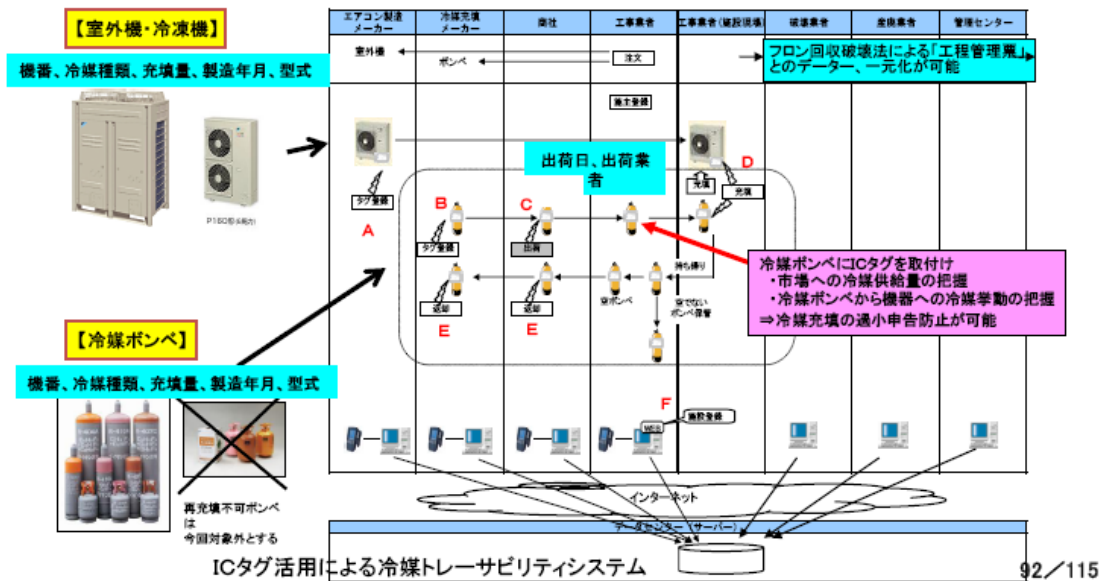 【室外機・冷凍機】
機番、冷媒種類、充填量、製造年月、型式
P160形(6馬力)
【冷媒ボンベ】
機番、冷媒種類、充填量、製造年月、型式
再充填不可ボンベ
は
今回対象外とする
エアコン製造
メーカー
冷媒充填
メーカー
商社
工事業者
工事業者(施設現場)
破壊業者
産廃業者
管理センター
室外機
ボンベ
注文
フロン回収破壊法による「工程管理票」
とのデーター、一元化が可能
施主登録
出荷日、出荷業
者
D
充填
充填
タグ登録
A
B
C
タグ登録
出荷
持ち帰り
返却
返却
空ボンベ
空でない
ボンベ保管
E
E
冷媒ボンベにICタグを取付け
・市場への冷媒供給量の把握
・冷媒ボンベから機器への冷媒挙動の把握
⇒冷媒充填の過小申告防止が可能
F
施設登録
WEB
インターネット
データセンター(サーバー)
ICタグ活用による冷媒トレーサビリティシステム
92/115